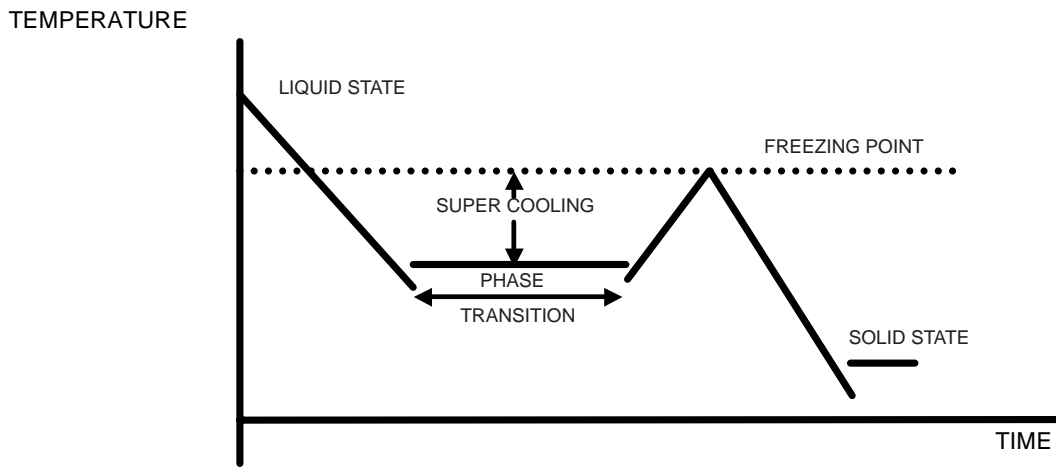 TEMPERATURE
LIQUID STATE
FREEZING POINT
SUPER COOLING
PHASE
TRANSITION
SOLID STATE
TIME